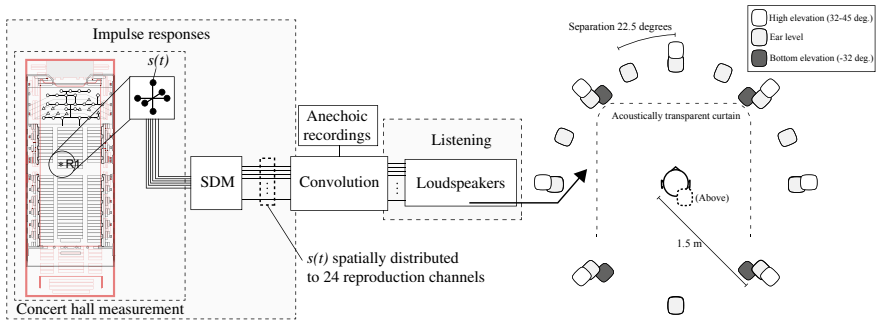 Impulse responses
s(t)
R1
Concert hall measurement
SDM
Anechoic
recordings
Convolution
Listening
Loudspeakers
s(t) spatially distributed
to 24 reproduction channels
Separation 22.5 degrees
High elevation (32-45 deg.)
Ear level
Bottom elevation (-32 deg.)
Acoustically transparent curtain
(Above)
1.5 m